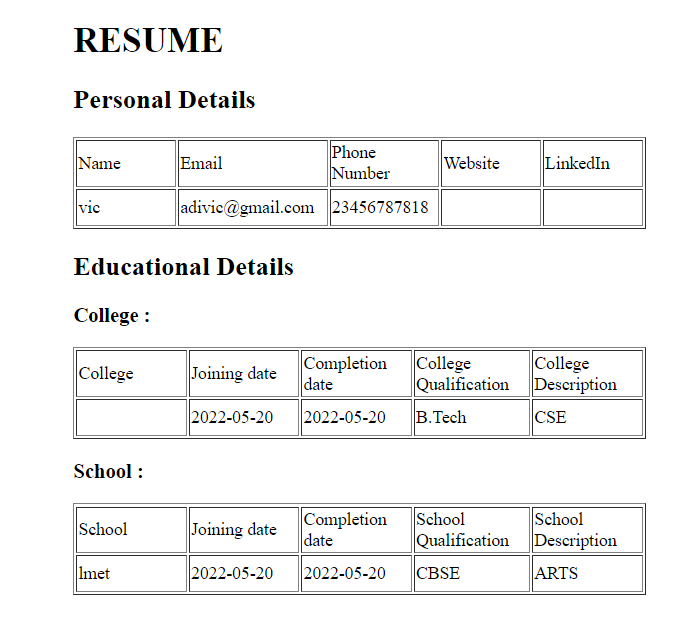 RESUME
Personal Details
Name Email Phone Number Website LinkedIn
vic adivic@gmail.com 23456787818
Educational Details
College :
College Joining date Completion date College Qualification College Description
2022-05-20 2022-05-20 B.Tech CSE
School :
School Joining date Completion date School Qualification School Description
lmet 2022-05-20 2022-05-20 CBSE ARTS